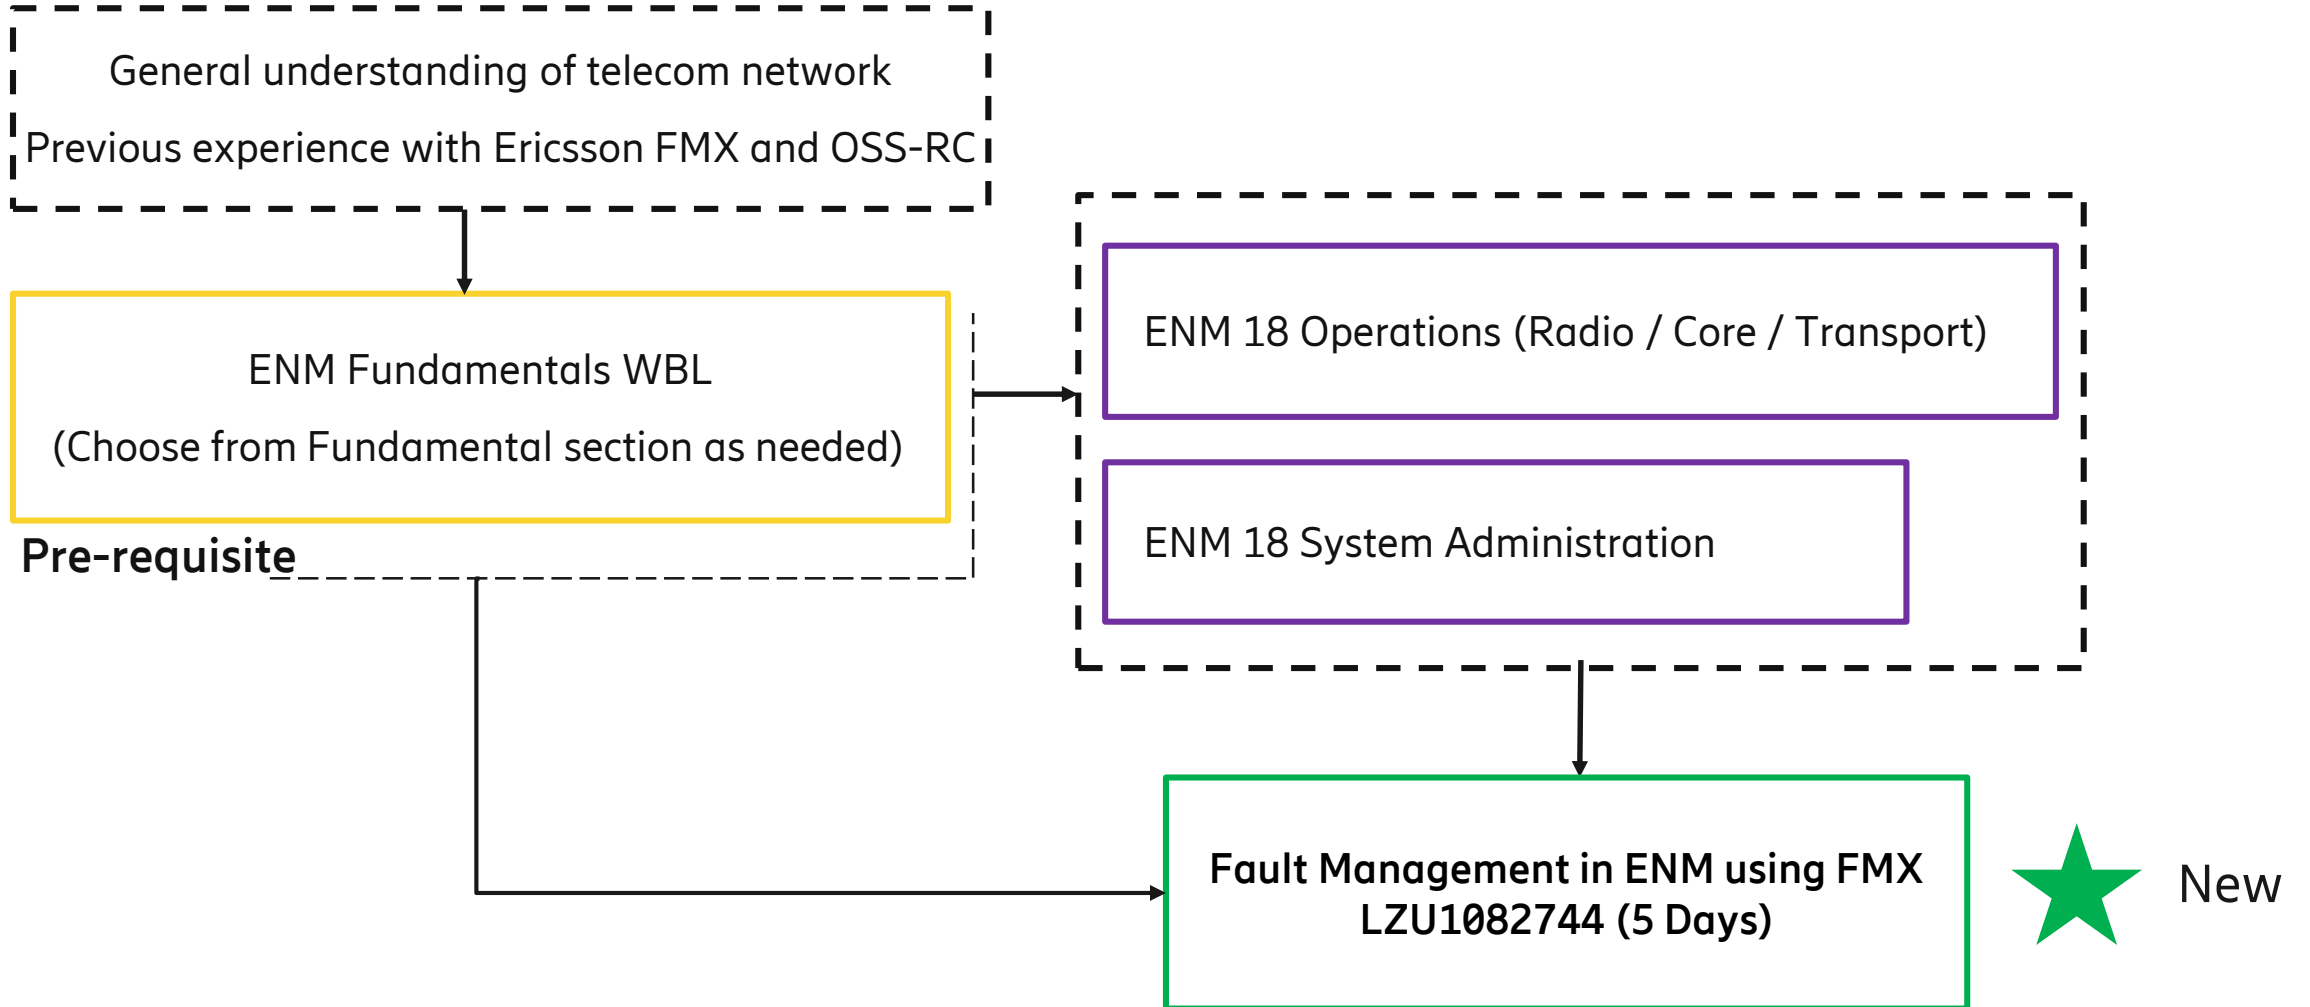 General understanding of telecom network
Previous experience with Ericsson FMX and OSS-RC
ENM Fundamentals WBL
(Choose from Fundamental section as needed)
Pre-requisite
ENM 18 Operations (Radio / Core / Transport)
ENM 18 System Administration
Fault Management in ENM using FMX
LZU1082744 (5 Days)
New